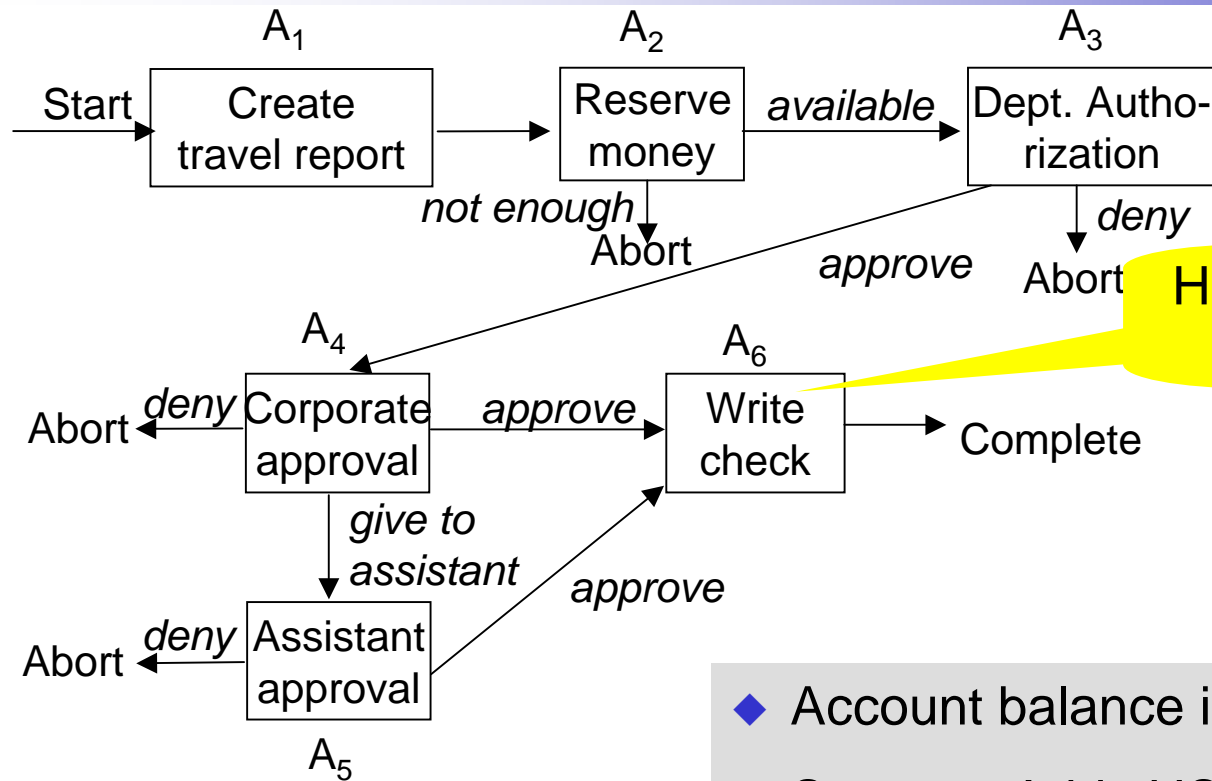 A1
A2
A3
Start
Create
travel report
Reserve
money
available
Dept. Autho-
rization
not enough
Abort
approve
deny
Abort
H
A4
A6
Abort
deny
Corporate
approval
approve
Write
check
Complete
give to
assistant
approve
Abort
deny
Assistant
approval
A5
Account balance i